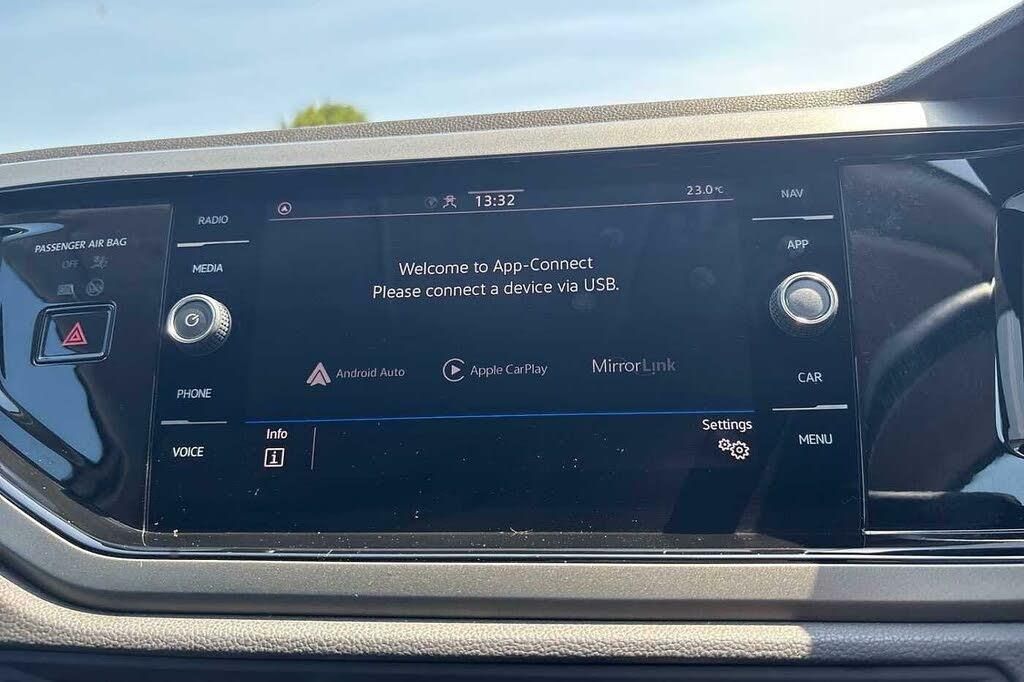 PASSENGER AIR BAG
OFF
RADIO
MEDIA
PHONE
VOICE
13:32
23.0°C
Welcome to App-Connect
Please connect a device via USB.
Android Auto
Apple CarPlay
MirrorLink
Info
i
Settings
NAV
APP
CAR
MENU